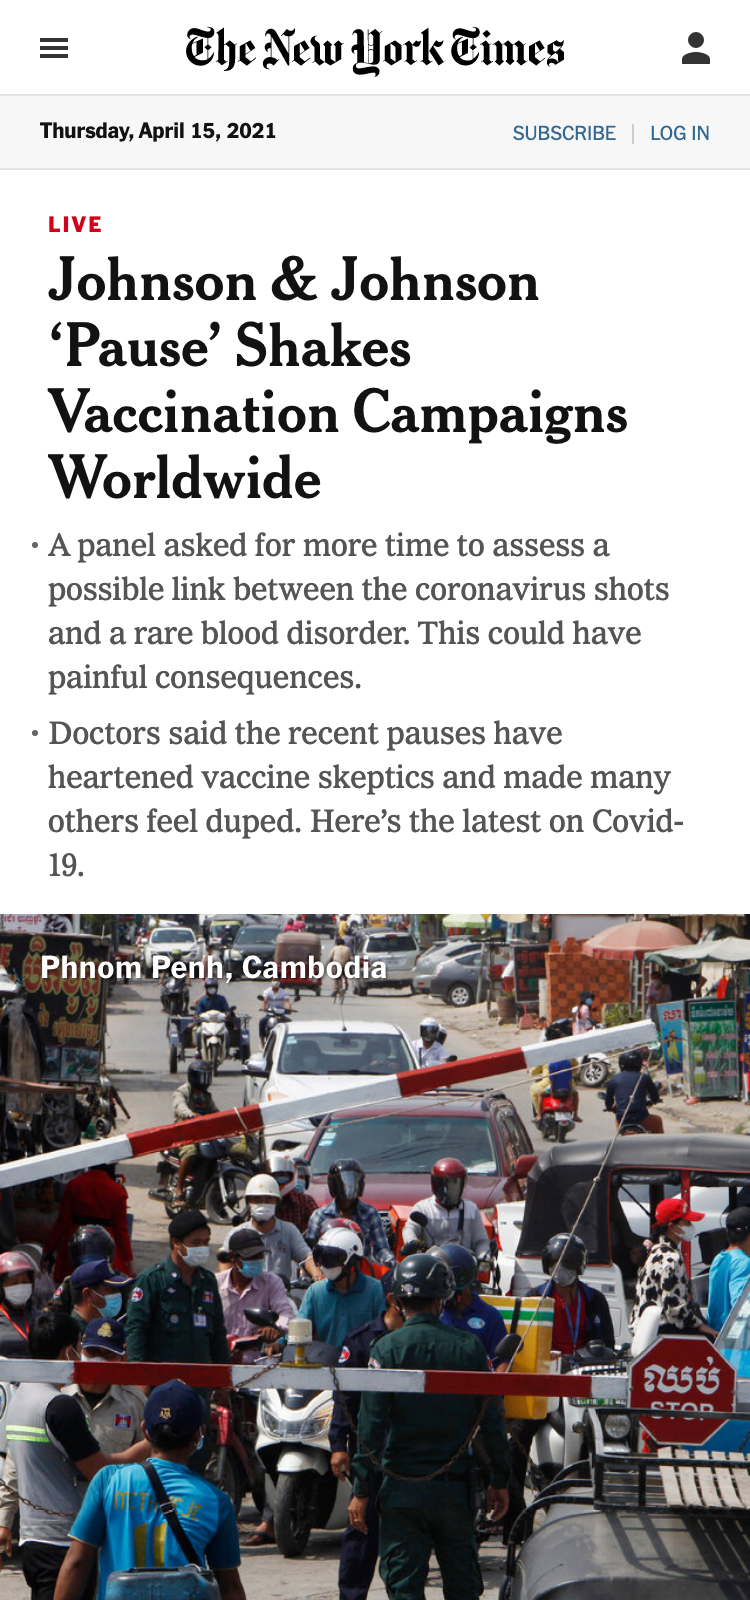 The New York Times
Thursday, April 15, 2021
SUBSCRIBE | LOG IN
LIVE
Johnson & Johnson
‘Pause’ Shakes
Vaccination Campaigns
Worldwide
• A panel asked for more time to assess a
possible link between the coronavirus shots
and a rare blood disorder. This could have
painful consequences.
• Doctors said the recent pauses have
heartened vaccine skeptics and made many
others feel duped. Here’s the latest on Covid-
19.
Phnom Penh, Cambodia
ឈប់
STOP
11